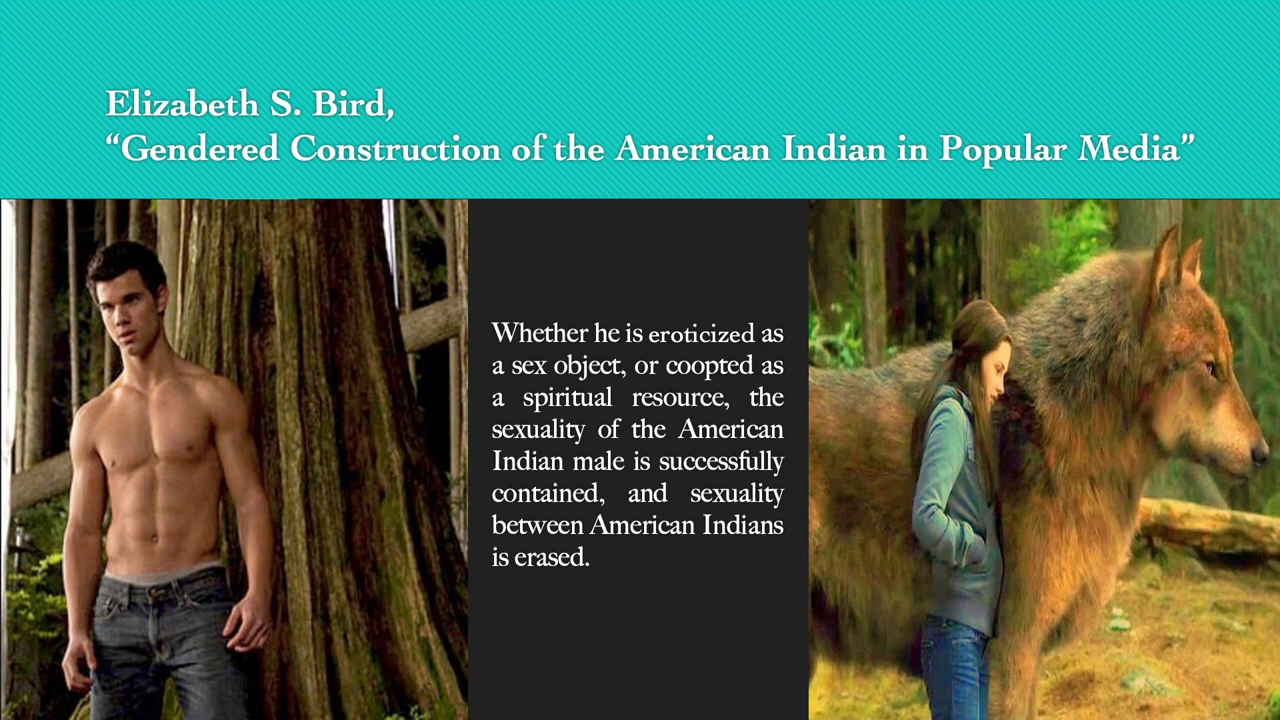 Elizabeth S. Bird,
“Gendered Construction of the American Indian in Popular Media”
Whether he is eroticized as
a sex object, or coopted as
a spiritual resource, the
sexuality of the American
Indian male is successfully
contained, and sexuality
between American Indians
is erased.